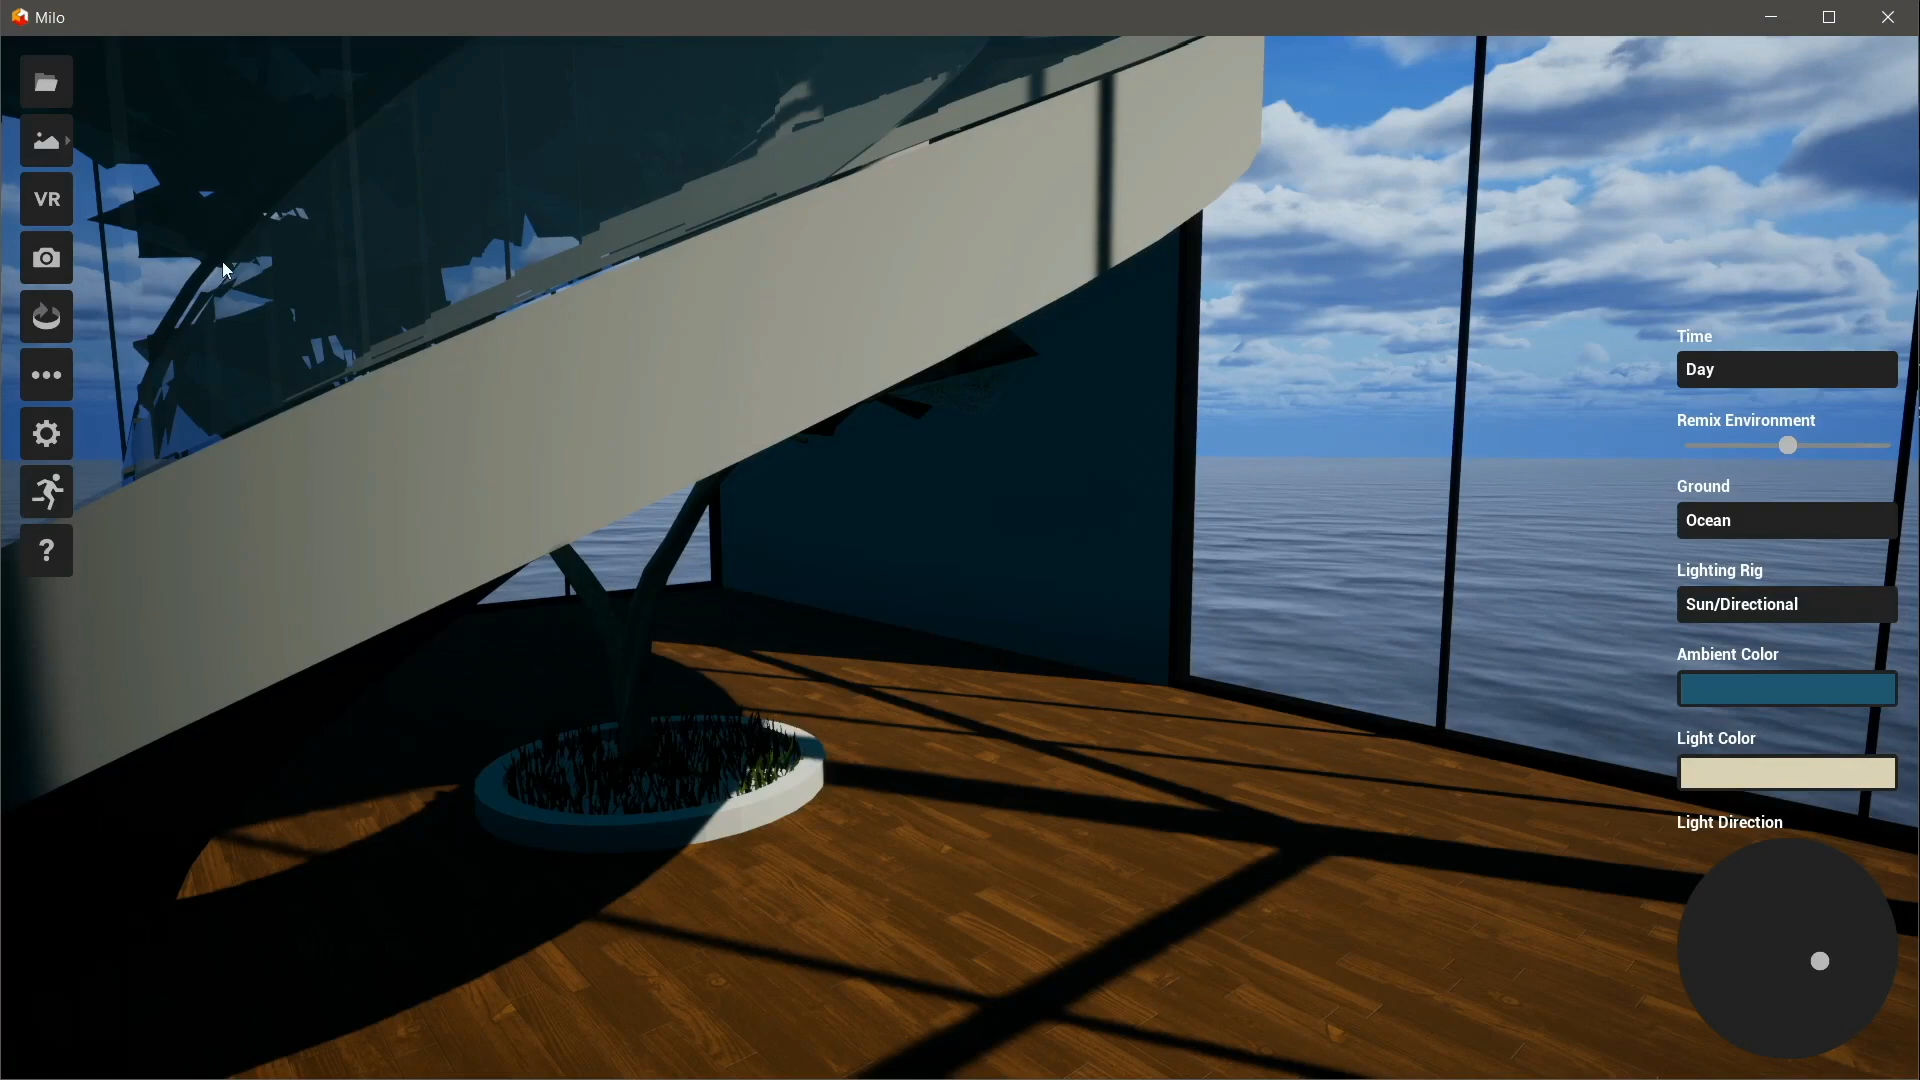 Milo
VR
?
Time
Day
Remix Environment
Ground
Ocean
Lighting Rig
Sun/Directional
Ambient Color
Light Color
Light Direction